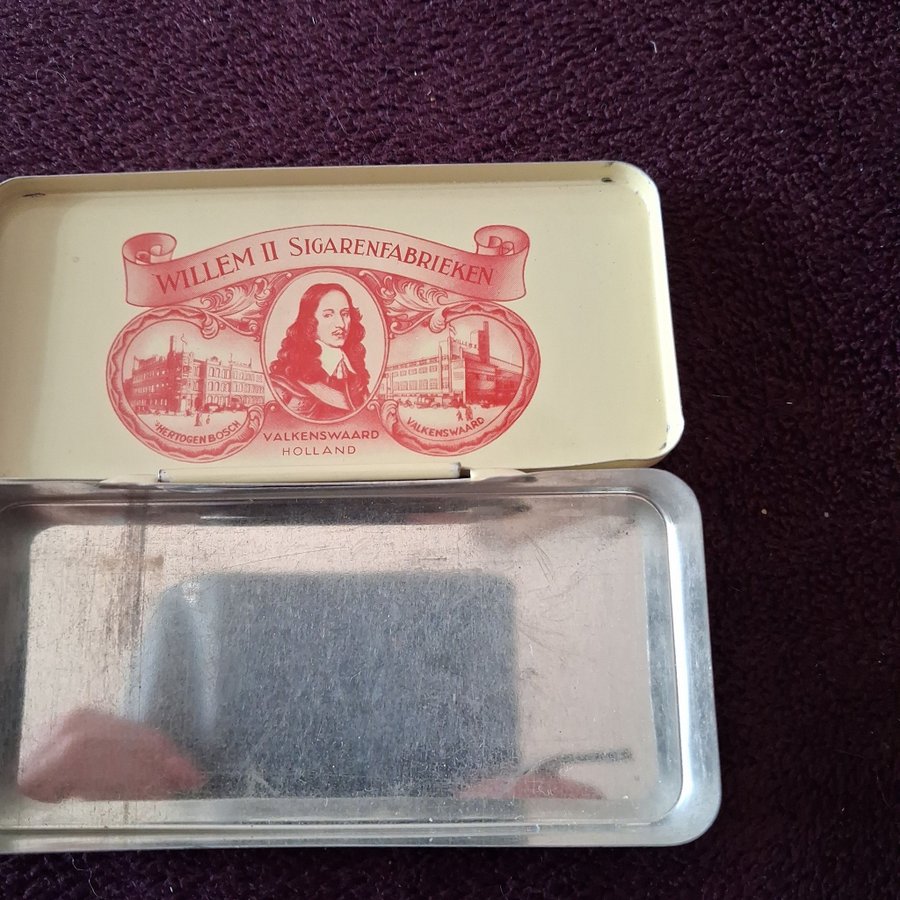 WILLEM II SIGARENFABRIEKEN
'SHERTOGENBOSCH
VALKENSWAARD
VALKENSWAARD
HOLLAND